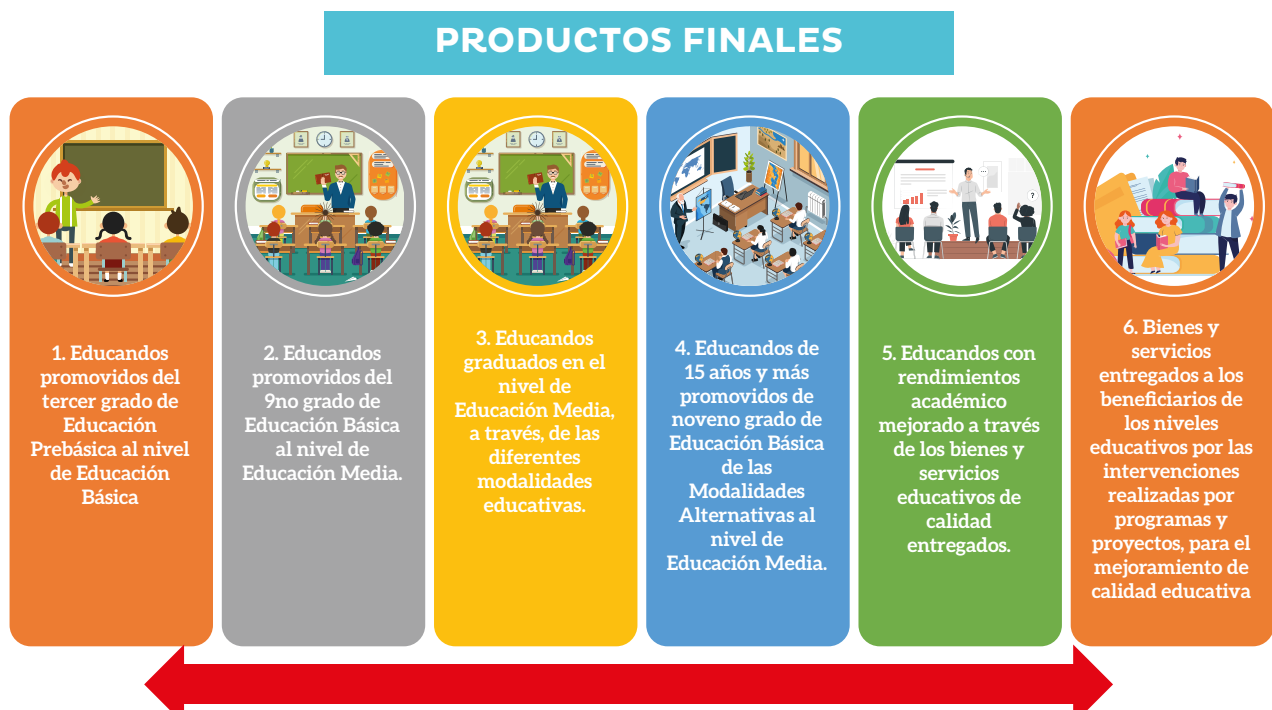 PRODUCTOS FINALES
1. Educandos
promovidos del
tercer grado de
Educación
Prebásica al nivel
de Educación
Básica
2. Educandos
promovidos del
9no grado de
Educación Básica
al nivel de
Educación Media.
3. Educandos
graduados en el
nivel de
Educación Media,
a través, de las
diferentes
modalidades
educativas.
4. Educandos de
15 años y más
promovidos de
noveno grado de
Educación Básica
de las
Modalidades
Alternativas al
nivel de
Educación Media.
5. Educandos con
rendimientos
académico
mejorado a través
de los bienes y
servicios
educativos de
calidad
entregados.
6. Bienes y
servicios
entregados a los
beneficiarios de
los niveles
educativos por las
intervenciones
realizadas por
programas y
proyectos, para el
mejoramiento de
calidad educativa